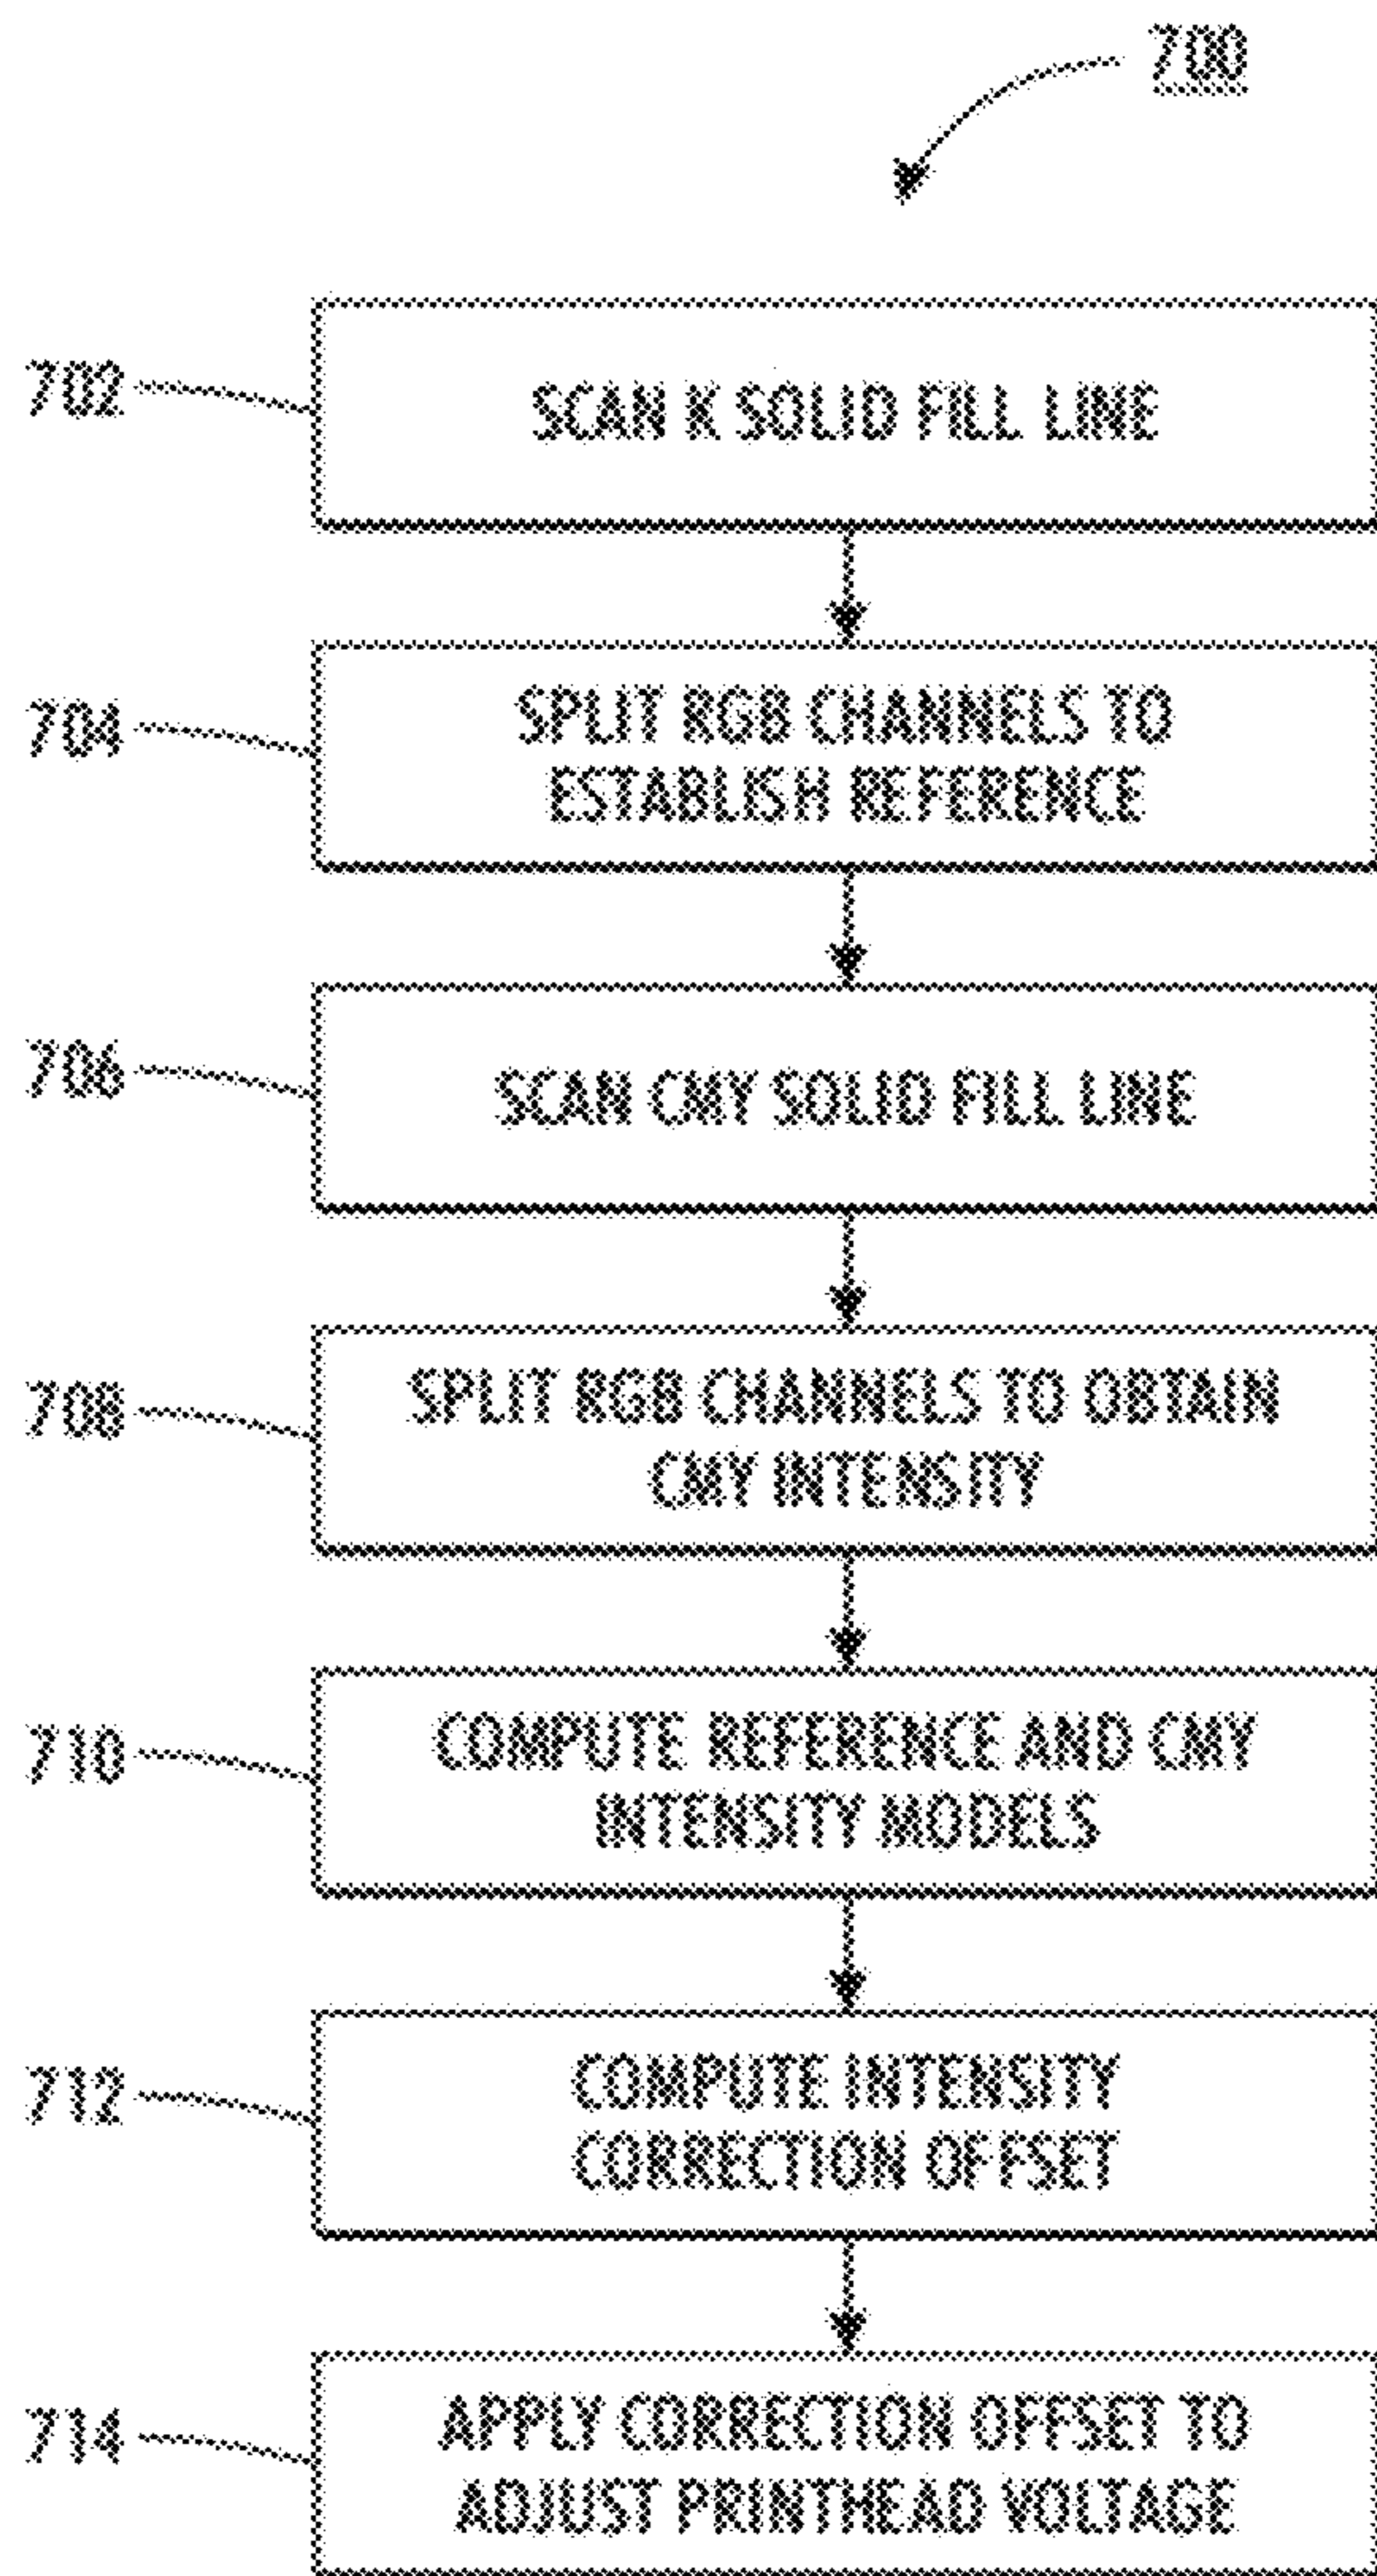 700
702
SCAN K SOLID FILL LINE
704
SPLIT RGB CHANNELS TO
ESTABLISH REFERENCE
706
SCAN CMY SOLID FILL LINE
708
SPLIT RGB CHANNELS TO OBTAIN
CMY INTENSITY
710
COMPUTE REFERENCE AND CMY
INTENSITY MODELS
712
COMPUTE INTENSITY
CORRECTION OFFSET
714
APPLY CORRECTION OFFSET TO
ADJUST PRINTHEAD VOLTAGE